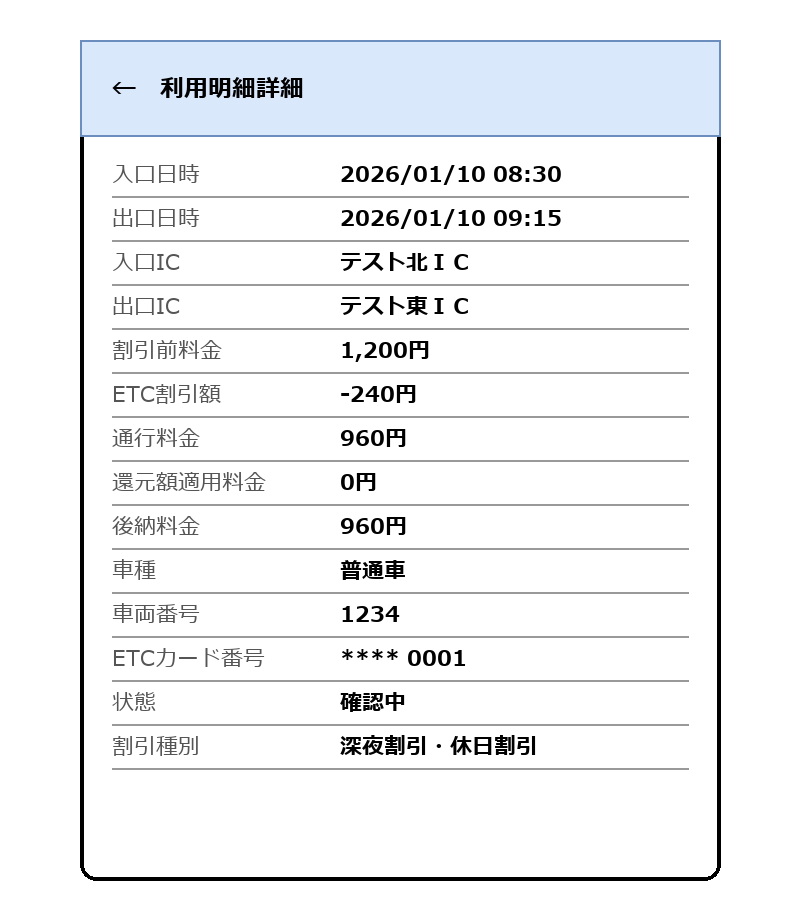 ← 利用明細詳細
入口日時 2026/01/10 08:30
出口日時 2026/01/10 09:15
入口IC テスト北ＩＣ
出口IC テスト東ＩＣ
割引前料金 1,200円
ETC割引額 -240円
通行料金 960円
還元額適用料金 0円
後納料金 960円
車種 普通車
車両番号 1234
ETCカード番号 **** 0001
状態 確認中
割引種別 深夜割引・休日割引